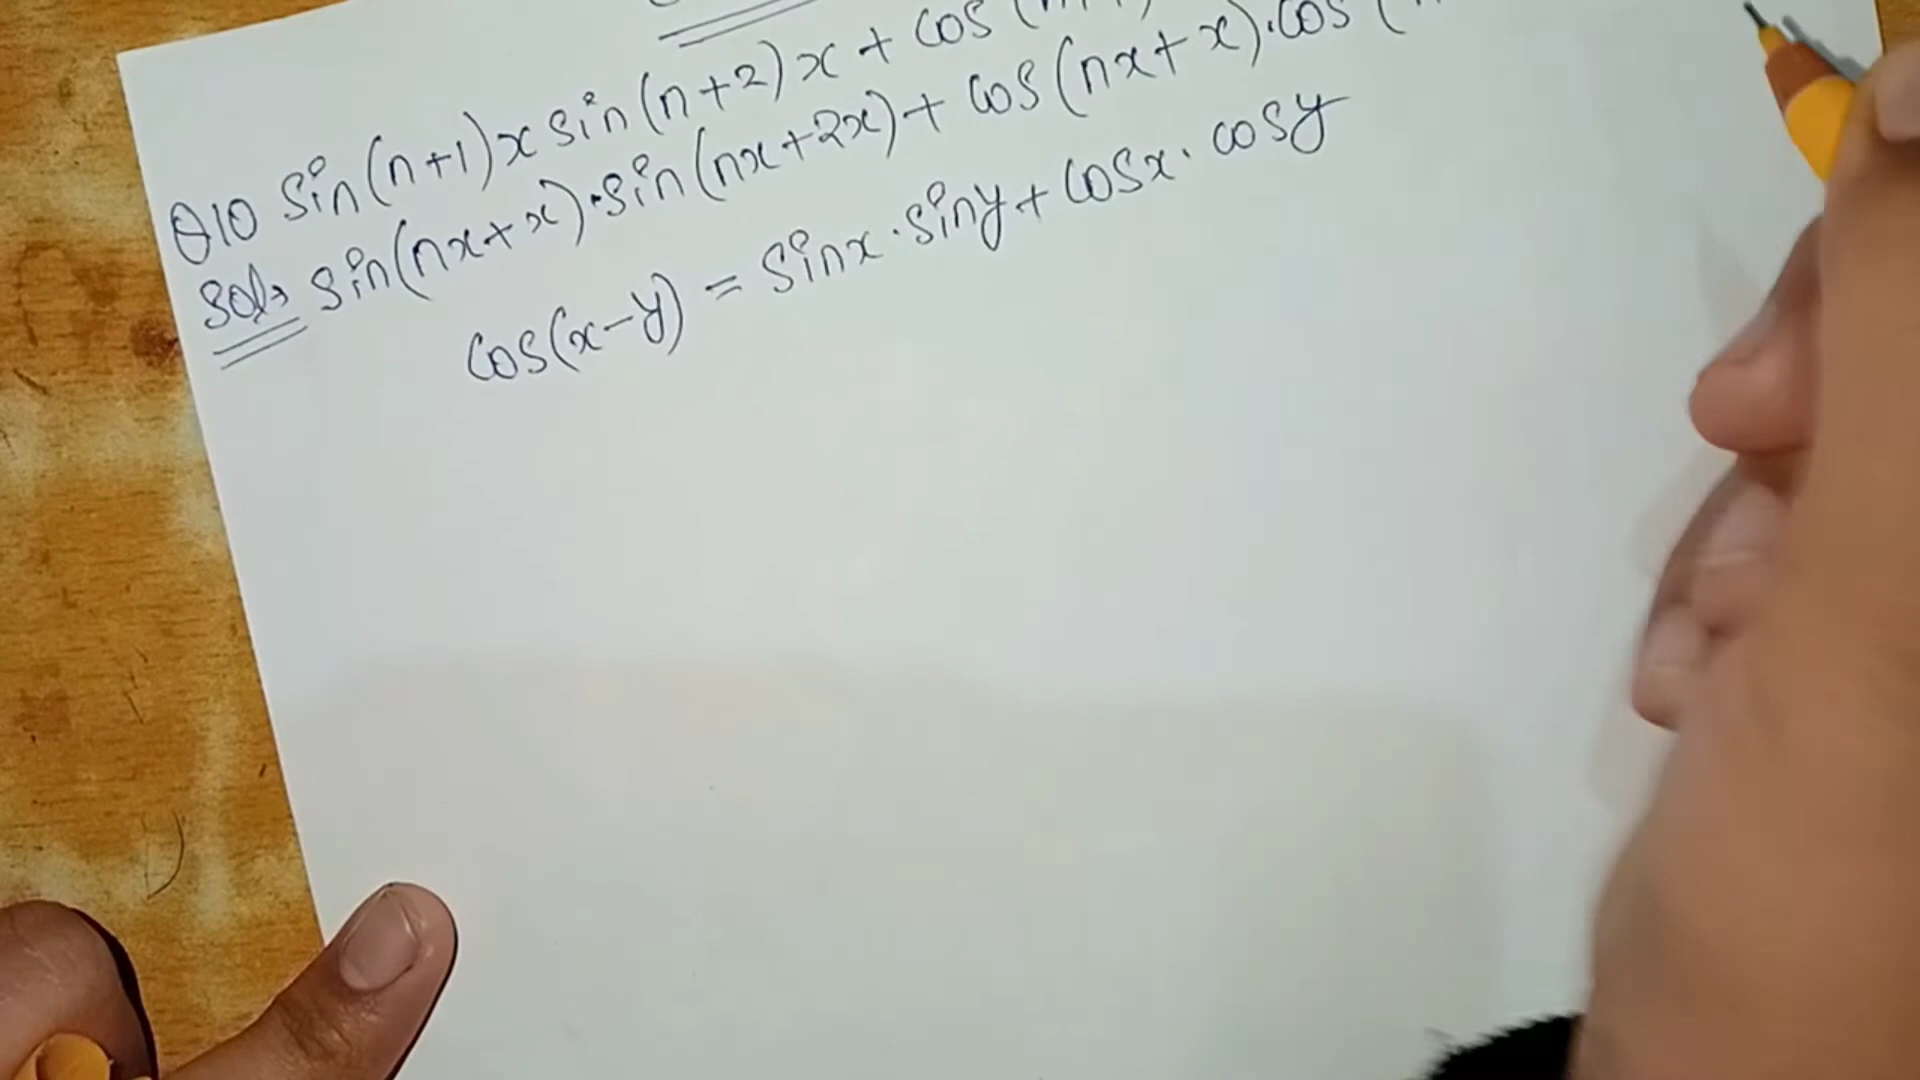 Q10 sin(n+1)x sin(n+2)x + cos
Sol→ sin(nx+x)·sin(nx+2x)+ cos(nx+x)·cos(
cos(x-y) = sinx·siny+cosx·cosy